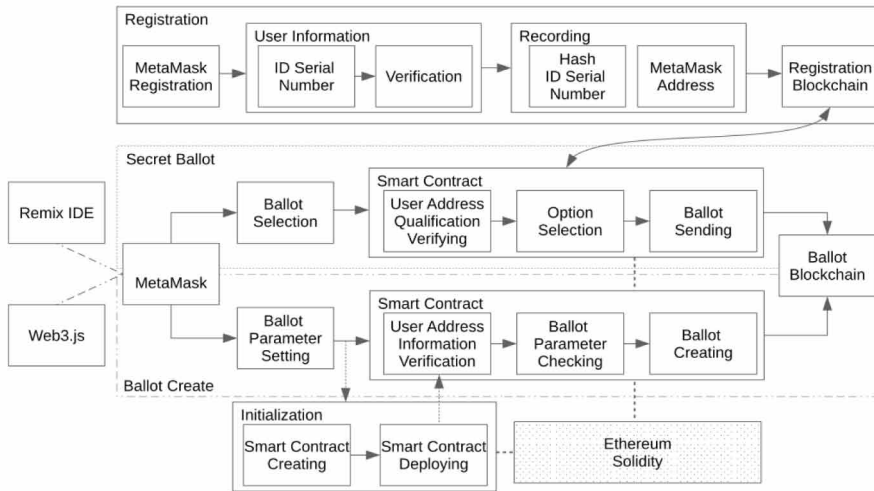 Registration
MetaMask
Registration
User Information
ID Serial
Number
Verification
Recording
Hash
ID Serial
Number
MetaMask
Address
Registration
Blockchain
Secret Ballot
Remix IDE
Web3.js
MetaMask
Ballot
Selection
Smart Contract
User Address
Qualification
Verifying
Option
Selection
Ballot
Sending
Ballot
Blockchain
Ballot
Parameter
Setting
Smart Contract
User Address
Information
Verification
Ballot
Parameter
Checking
Ballot
Creating
Ballot Create
Initialization
Smart Contract
Creating
Smart Contract
Deploying
Ethereum
Solidity